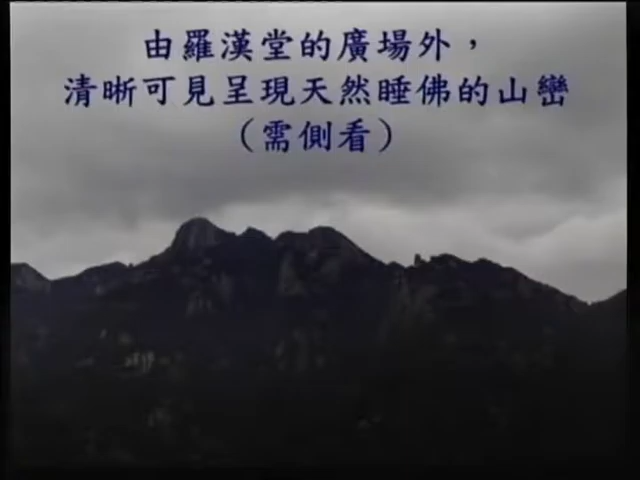 由羅漢堂的廣場外，
清晰可見呈現天然睡佛的山巒
（需側看）